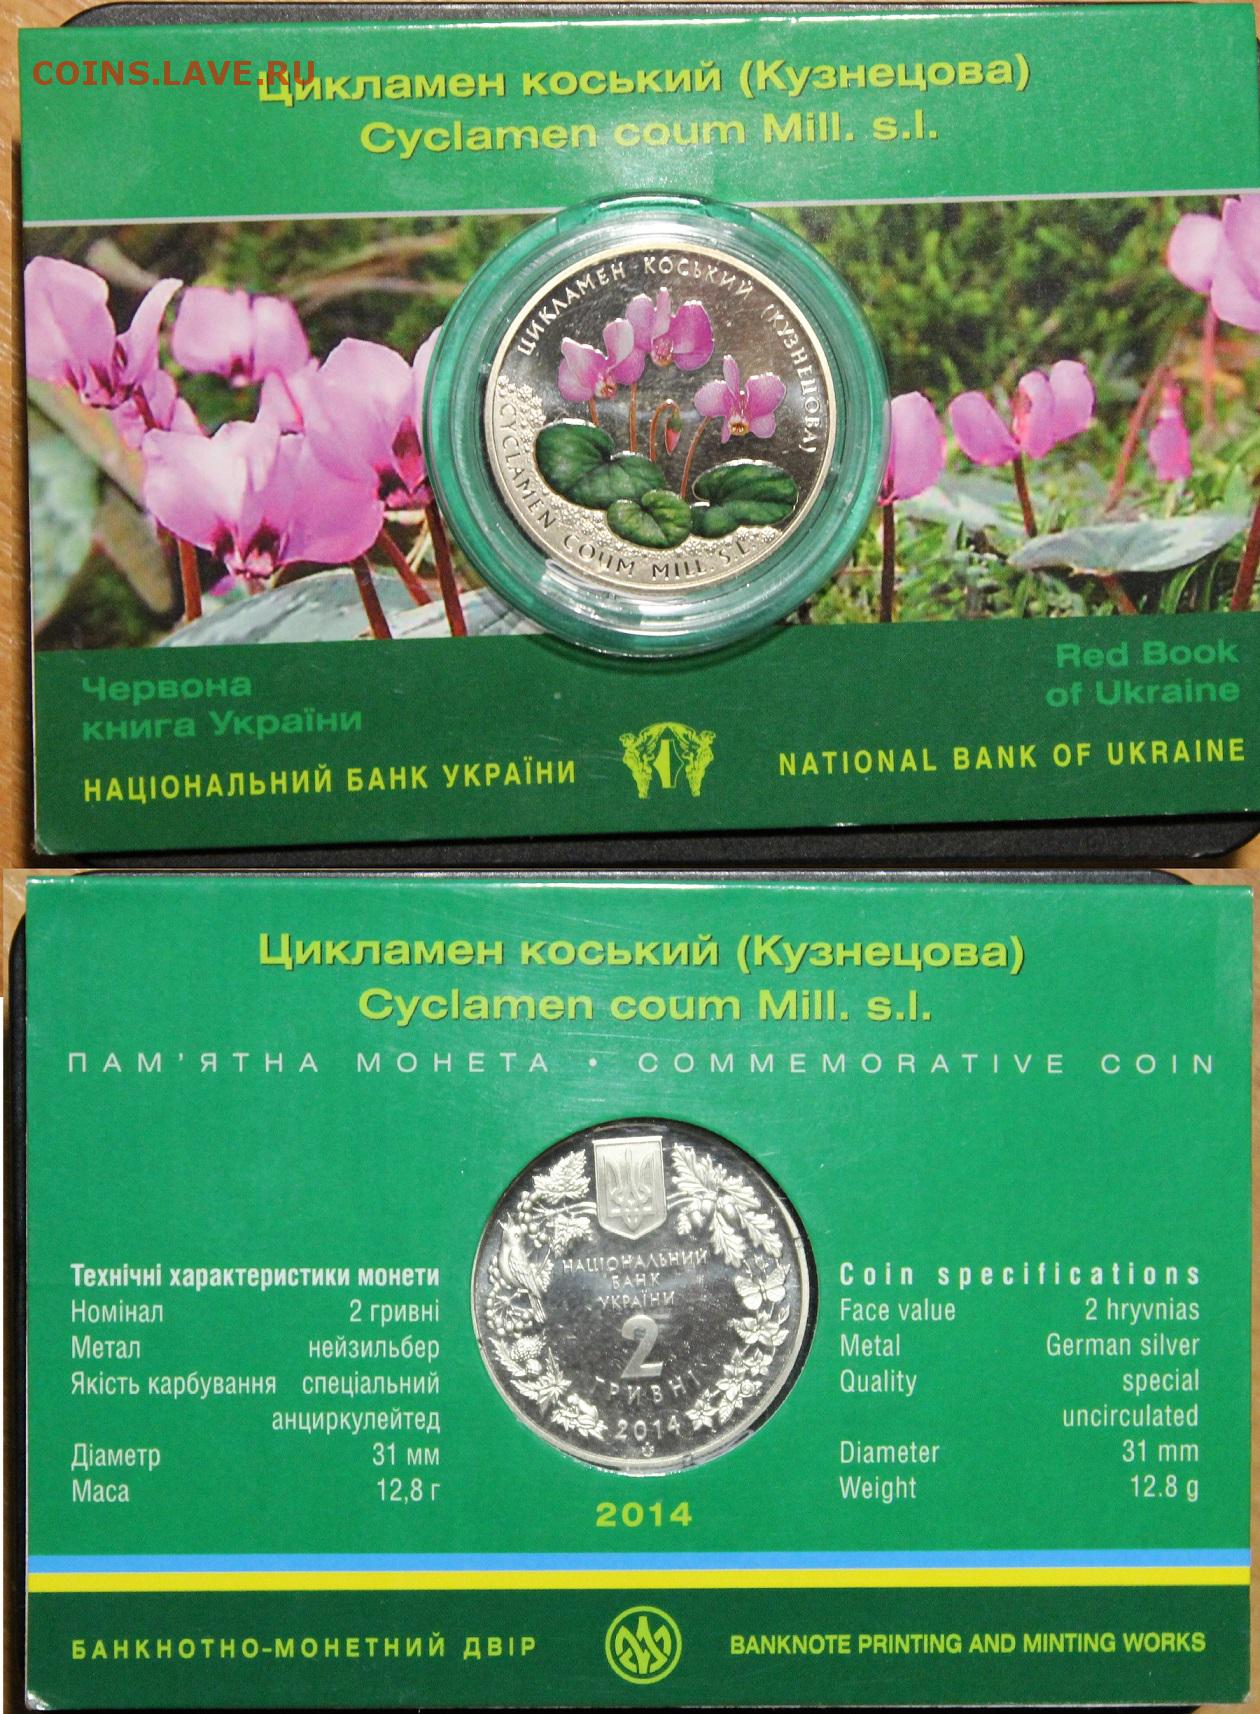 COINS.LAVE.RU
Цикламен коський (Кузнецова)
Cyclamen coum Mill. s.l.
ЦИКЛАМЕН КОСЬКИЙ (КУЗНЕЦОВА)
CYCLAMEN COUM MILL. S.L.
Червона
книга України
Red Book
of Ukraine
НАЦІОНАЛЬНИЙ БАНК УКРАЇНИ
NATIONAL BANK OF UKRAINE
Цикламен коський (Кузнецова)
Cyclamen coum Mill. s.l.
ПАМ'ЯТНА МОНЕТА • COMMEMORATIVE COIN
НАЦІОНАЛЬНИЙ
БАНК
УКРАЇНИ
2
ГРИВНІ
2014
Технічні характеристики монети
Номінал 2 гривні
Метал нейзильбер
Якість карбування спеціальний
анциркулейтед
Діаметр 31 мм
Маса 12,8 г
Coin specifications
Face value 2 hryvnias
Metal German silver
Quality special
uncirculated
Diameter 31 mm
Weight 12.8 g
2014
БАНКНОТНО-МОНЕТНИЙ ДВІР
BANKNOTE PRINTING AND MINTING WORKS